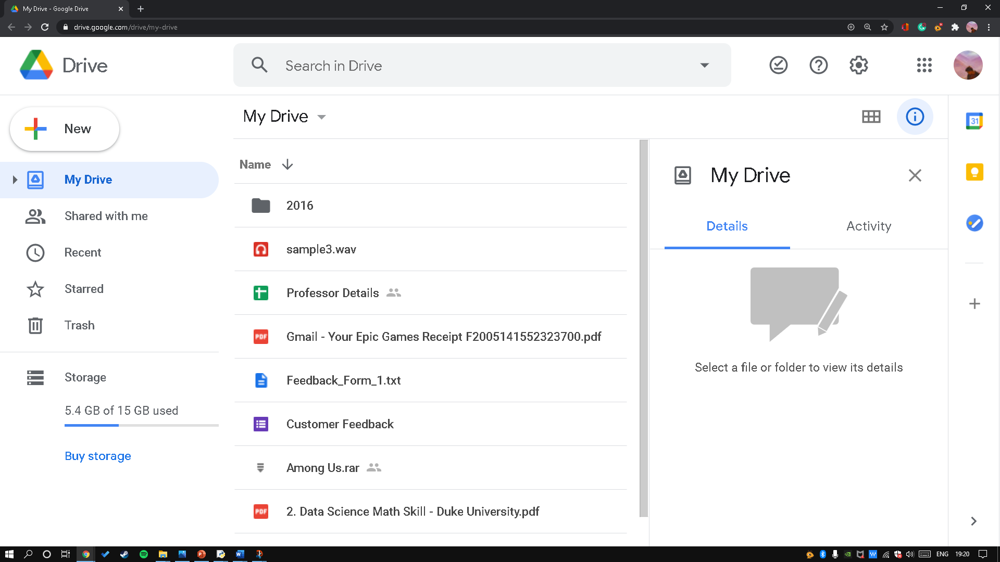 My Drive - Google Drive
drive.google.com/drive/my-drive
Drive
Search in Drive
New
My Drive
Shared with me
Recent
Starred
Trash
Storage
5.4 GB of 15 GB used
Buy storage
My Drive
Name
2016
sample3.wav
Professor Details
PDF
Gmail - Your Epic Games Receipt F2005141552323700.pdf
Feedback_Form_1.txt
Customer Feedback
Among Us.rar
PDF
2. Data Science Math Skill - Duke University.pdf
My Drive
Details
Activity
Select a file or folder to view its details
31
ENG
19:20